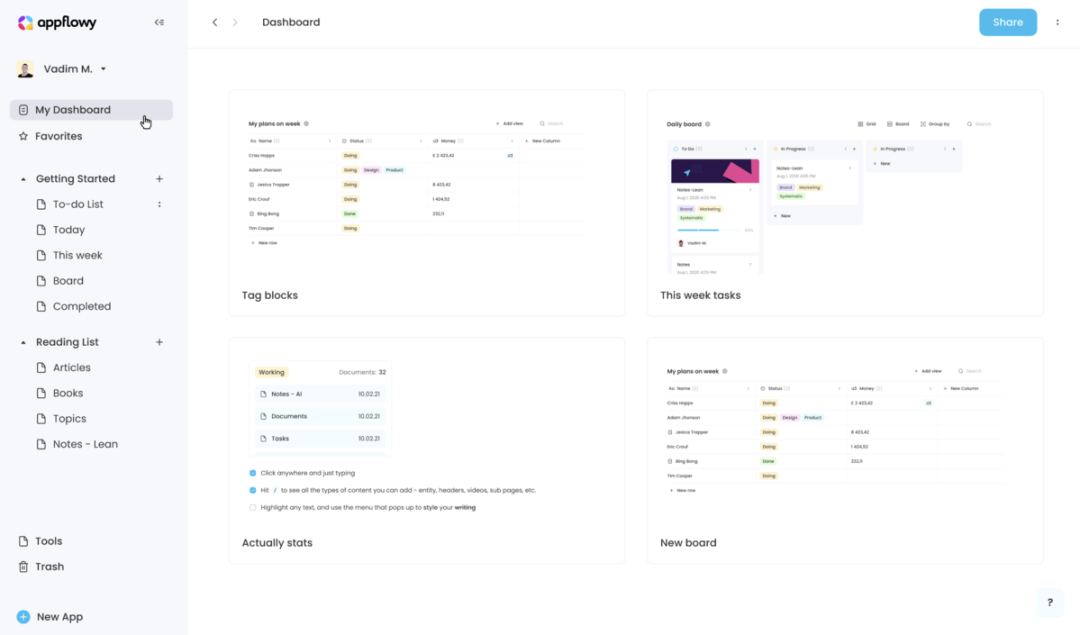 appflowy
Vadim M.
My Dashboard
Favorites
Getting Started
To-do List
Today
This week
Board
Completed
Reading List
Articles
Books
Topics
Notes - Lean
Tools
Trash
New App
Dashboard
Share
My plans on week
Add view
Search
Aa Name
Status
Money
New Column
Criss Hopps
Doing
£ 2 423,42
Adam Jhonson
Doing Design Product
Jesica Trapper
Doing
8 423,42
Eric Crouf
Doing
1 424,52
Bing Bong
Done
232,11
Tim Cooper
Doing
New row
Tag blocks
Daily board
Grid
Board
Group by
Search
To Do
In Progress
In Progress
Notes-Lean
Brand Marketing
Systematic
Vadim M.
Notes
Notes-Lean
Brand Marketing
Systematic
New
New
This week tasks
Working
Documents: 32
Notes - AI 10.02.21
Documents 10.02.21
Tasks 10.02.21
Click anywhere and just typing
Hit / to see all the types of content you can add - entity, headers, videos, sub pages, etc.
Highlight any text, and use the menu that pops up to style your writing
Actually stats
My plans on week
Add view
Search
Aa Name
Status
Money
New Column
Criss Hopps
Doing
£ 2 423,42
Adam Jhonson
Doing Design Product
Jesica Trapper
Doing
8 423,42
Eric Crouf
Doing
1 424,52
Bing Bong
Done
232,11
Tim Cooper
Doing
New row
New board
?